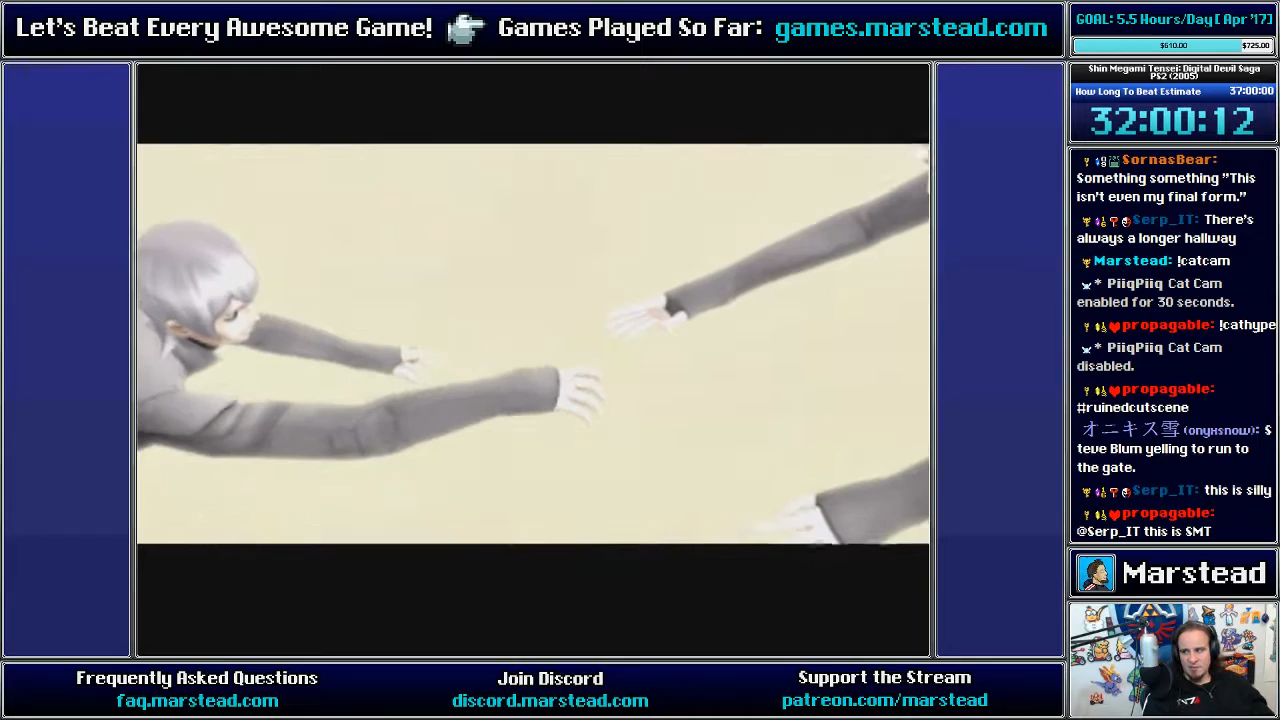 Let's Beat Every Awesome Game! Games Played So Far: games.marstead.com
GOAL: 5.5 Hours/Day [ Apr '17]
$610.00 $725.00
Shin Megami Tensei: Digital Devil Saga
PS2 (2005)
How Long To Beat Estimate 37:00:00
32:00:12
SornasBear:
Something something "This
isn't even my final form."
Serp_IT: There's
always a longer hallway
Marstead: !catcam
* PiiqPiiq Cat Cam
enabled for 30 seconds.
propagable: !cathype
* PiiqPiiq Cat Cam
disabled.
propagable:
#ruinedcutscene
オニキス雪 (onyxsnow): S
teve Blum yelling to run to
the gate.
Serp_IT: this is silly
propagable:
@Serp_IT this is SMT
Marstead
Frequently Asked Questions
faq.marstead.com
Join Discord
discord.marstead.com
Support the Stream
patreon.com/marstead